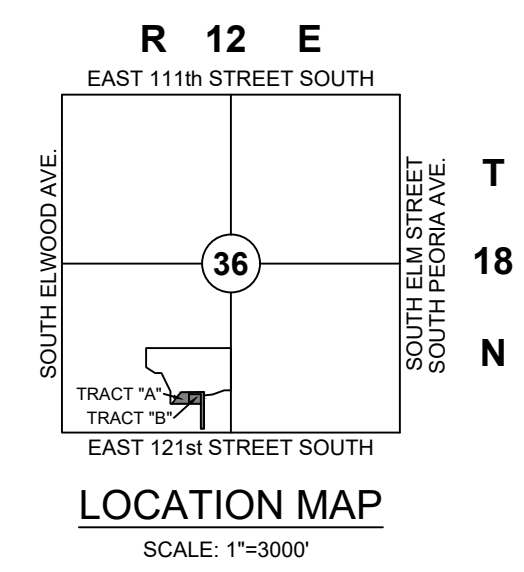 R 12 E
EAST 111th STREET SOUTH
SOUTH ELWOOD AVE.
36
SOUTH ELM STREET
SOUTH PEORIA AVE.
T
18
N
TRACT "A"
TRACT "B"
EAST 121st STREET SOUTH
LOCATION MAP
SCALE: 1"=3000'